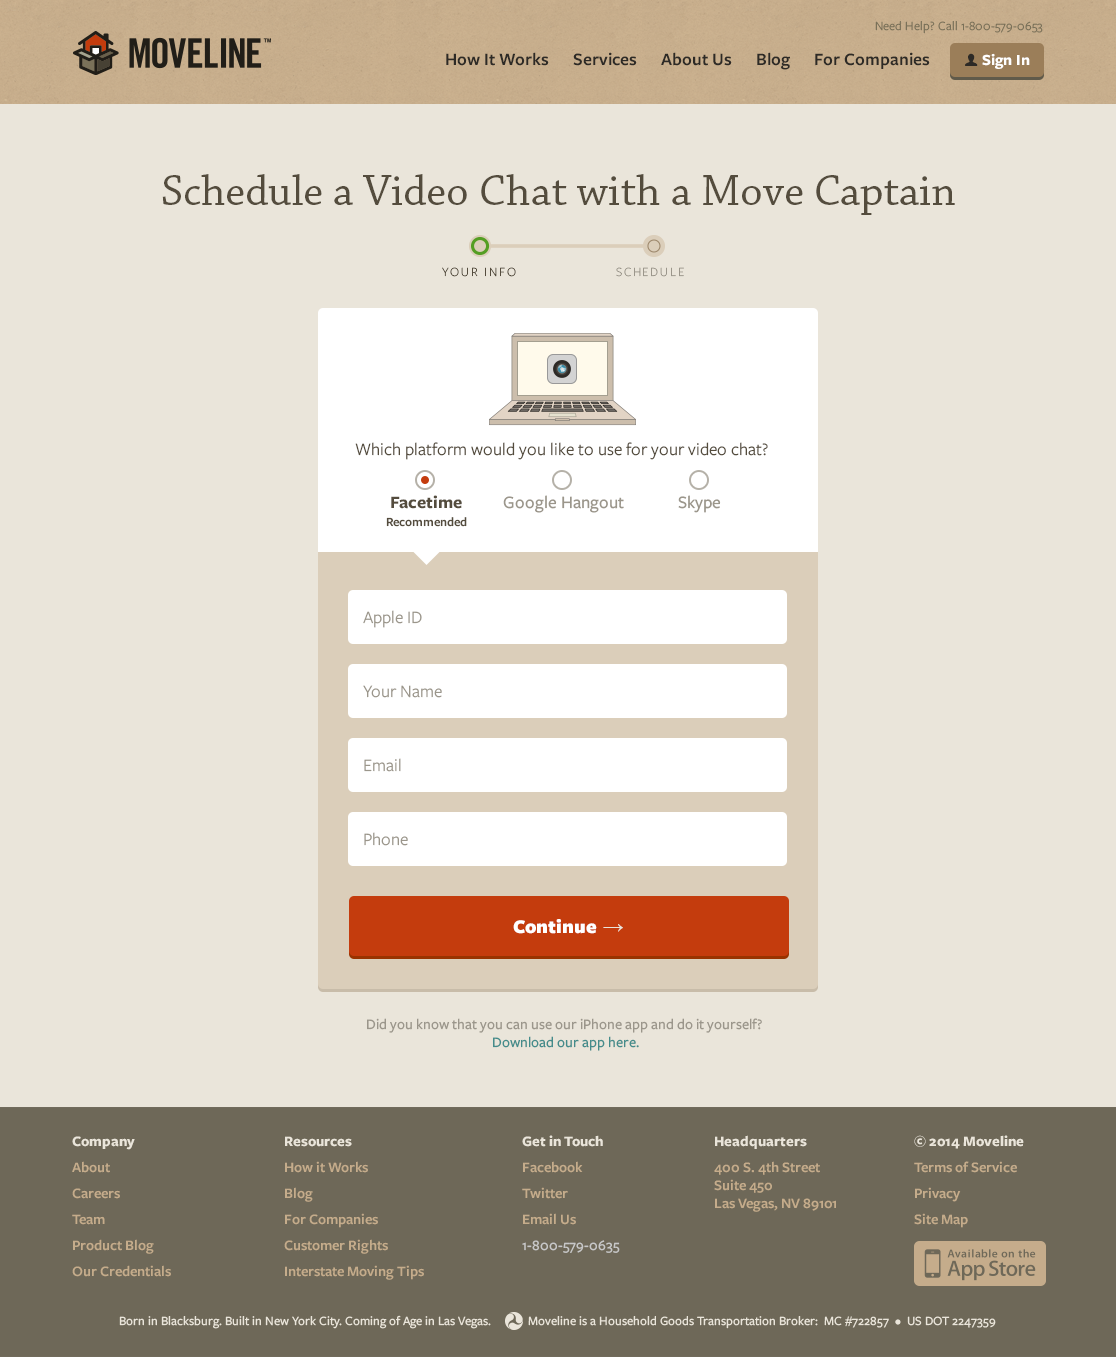 Need Help? Call 1-800-579-0653
MOVELINE™
How It Works Services About Us Blog For Companies Sign In
Schedule a Video Chat with a Move Captain
YOUR INFO SCHEDULE
Which platform would you like to use for your video chat?
Facetime Google Hangout Skype
Recommended
Apple ID
Your Name
Email
Phone
Continue →
Did you know that you can use our iPhone app and do it yourself?
Download our app here.
Company
About
Careers
Team
Product Blog
Our Credentials
Resources
How it Works
Blog
For Companies
Customer Rights
Interstate Moving Tips
Get in Touch
Facebook
Twitter
Email Us
1-800-579-0635
Headquarters
400 S. 4th Street
Suite 450
Las Vegas, NV 89101
© 2014 Moveline
Terms of Service
Privacy
Site Map
Available on the
App Store
Born in Blacksburg. Built in New York City. Coming of Age in Las Vegas. Moveline is a Household Goods Transportation Broker: MC #722857 • US DOT 2247359